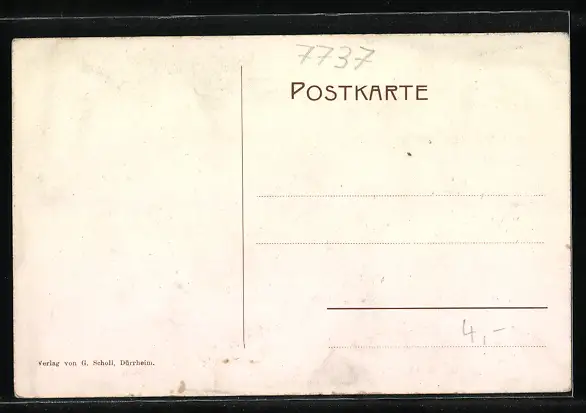 7737
POSTKARTE
4,-
Verlag von G. Scholl, Dürrheim.